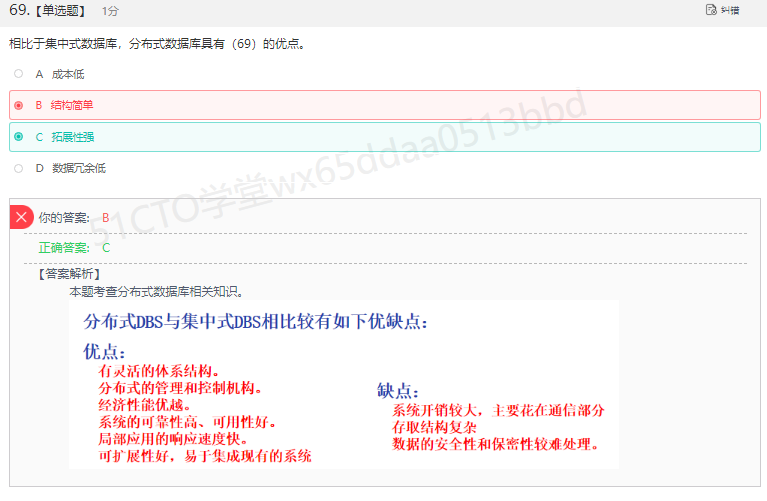 69.【单选题】 1分 纠错
相比于集中式数据库，分布式数据库具有（69）的优点。
A 成本低
B 结构简单
C 拓展性强
D 数据冗余低
51CTO学堂wx65ddaa0513bbd
你的答案: B
正确答案: C
【答案解析】
本题考查分布式数据库相关知识。
分布式DBS与集中式DBS相比较有如下优缺点：
优点：
有灵活的体系结构。
分布式的管理和控制机构。
经济性能优越。
系统的可靠性高、可用性好。
局部应用的响应速度快。
可扩展性好，易于集成现有的系统
缺点：
系统开销较大，主要花在通信部分
存取结构复杂
数据的安全性和保密性较难处理。